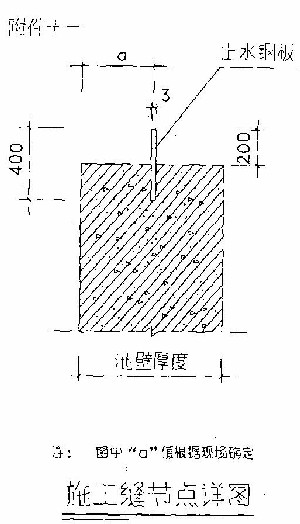 附件十一
a
止水钢板
3
400
200
池壁厚度
注： 图中“a”值根据现场确定
施工缝节点详图